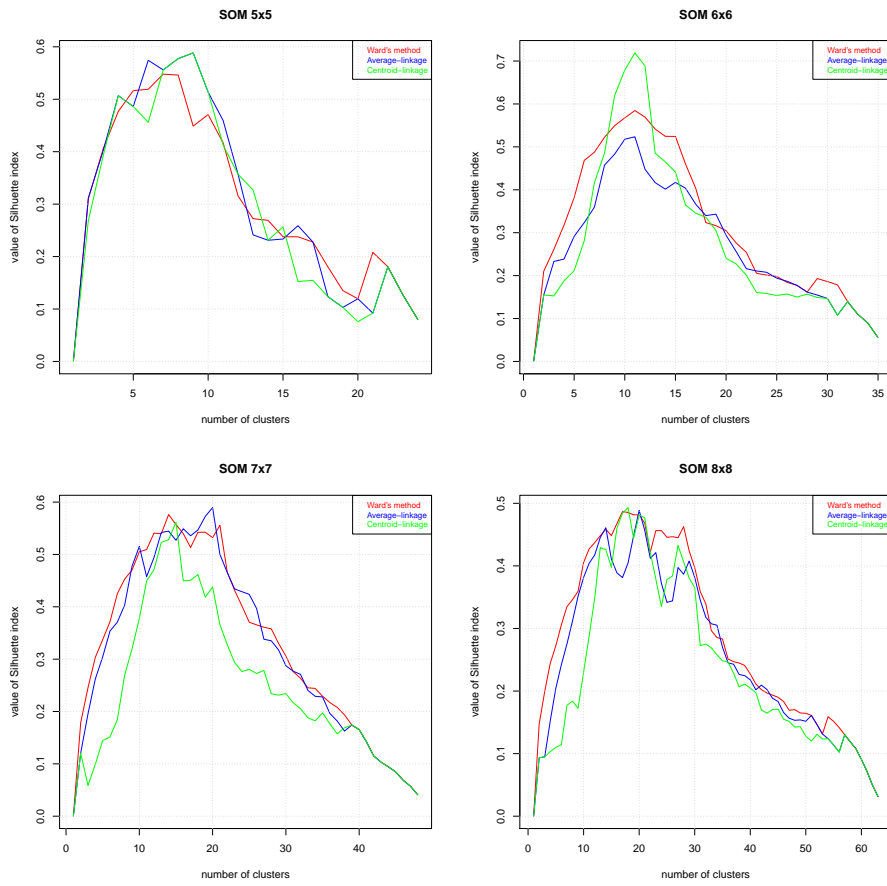 SOM 5x5
Ward's method
Average−linkage
Centroid−linkage
value of Silhuette index
0.0 0.1 0.2 0.3 0.4 0.5 0.6
5 10 15 20
number of clusters
SOM 6x6
Ward's method
Average−linkage
Centroid−linkage
value of Silhuette index
0.0 0.1 0.2 0.3 0.4 0.5 0.6 0.7
0 5 10 15 20 25 30 35
number of clusters
SOM 7x7
Ward's method
Average−linkage
Centroid−linkage
value of Silhuette index
0.0 0.1 0.2 0.3 0.4 0.5 0.6
0 10 20 30 40
number of clusters
SOM 8x8
Ward's method
Average−linkage
Centroid−linkage
value of Silhuette index
0.0 0.1 0.2 0.3 0.4 0.5
0 10 20 30 40 50 60
number of clusters